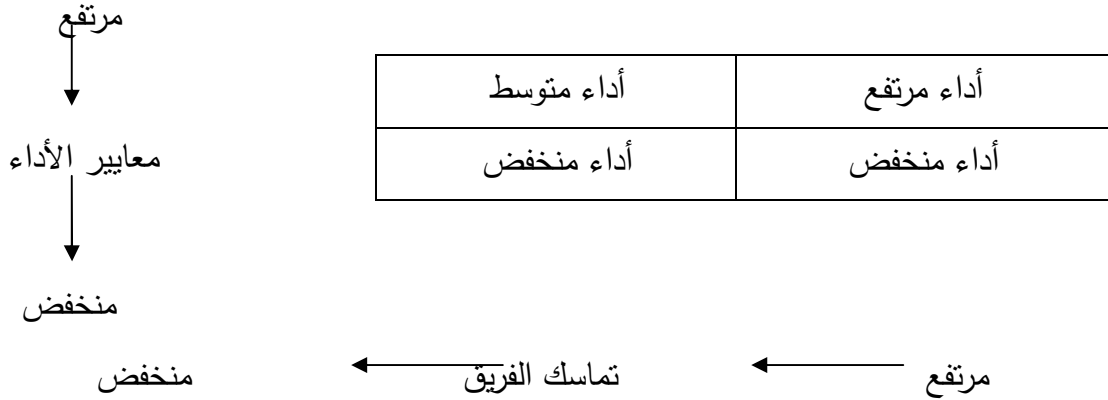 مرتفع
أداء مرتفع أداء متوسط
معايير الأداء
أداء منخفض أداء منخفض
منخفض
مرتفع تماسك الفريق منخفض